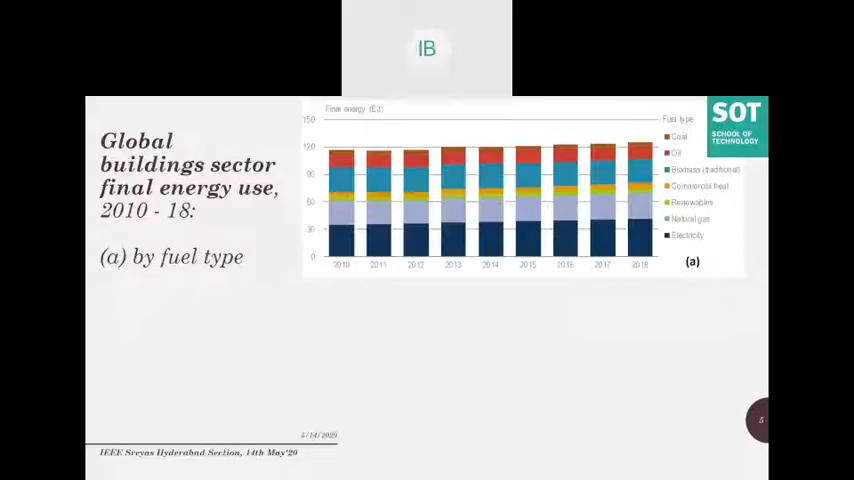 IB
SOT
SCHOOL OF
TECHNOLOGY
Global
buildings sector
final energy use,
2010 - 18:
(a) by fuel type
Final energy (EJ)
150
120
90
60
30
0
2010 2011 2012 2013 2014 2015 2016 2017 2018
Fuel type
Coal
Oil
Biomass (traditional)
Commercial heat
Renewables
Natural gas
Electricity
(a)
5
IEEE Sreyas Hyderabad Section, 14th May'20